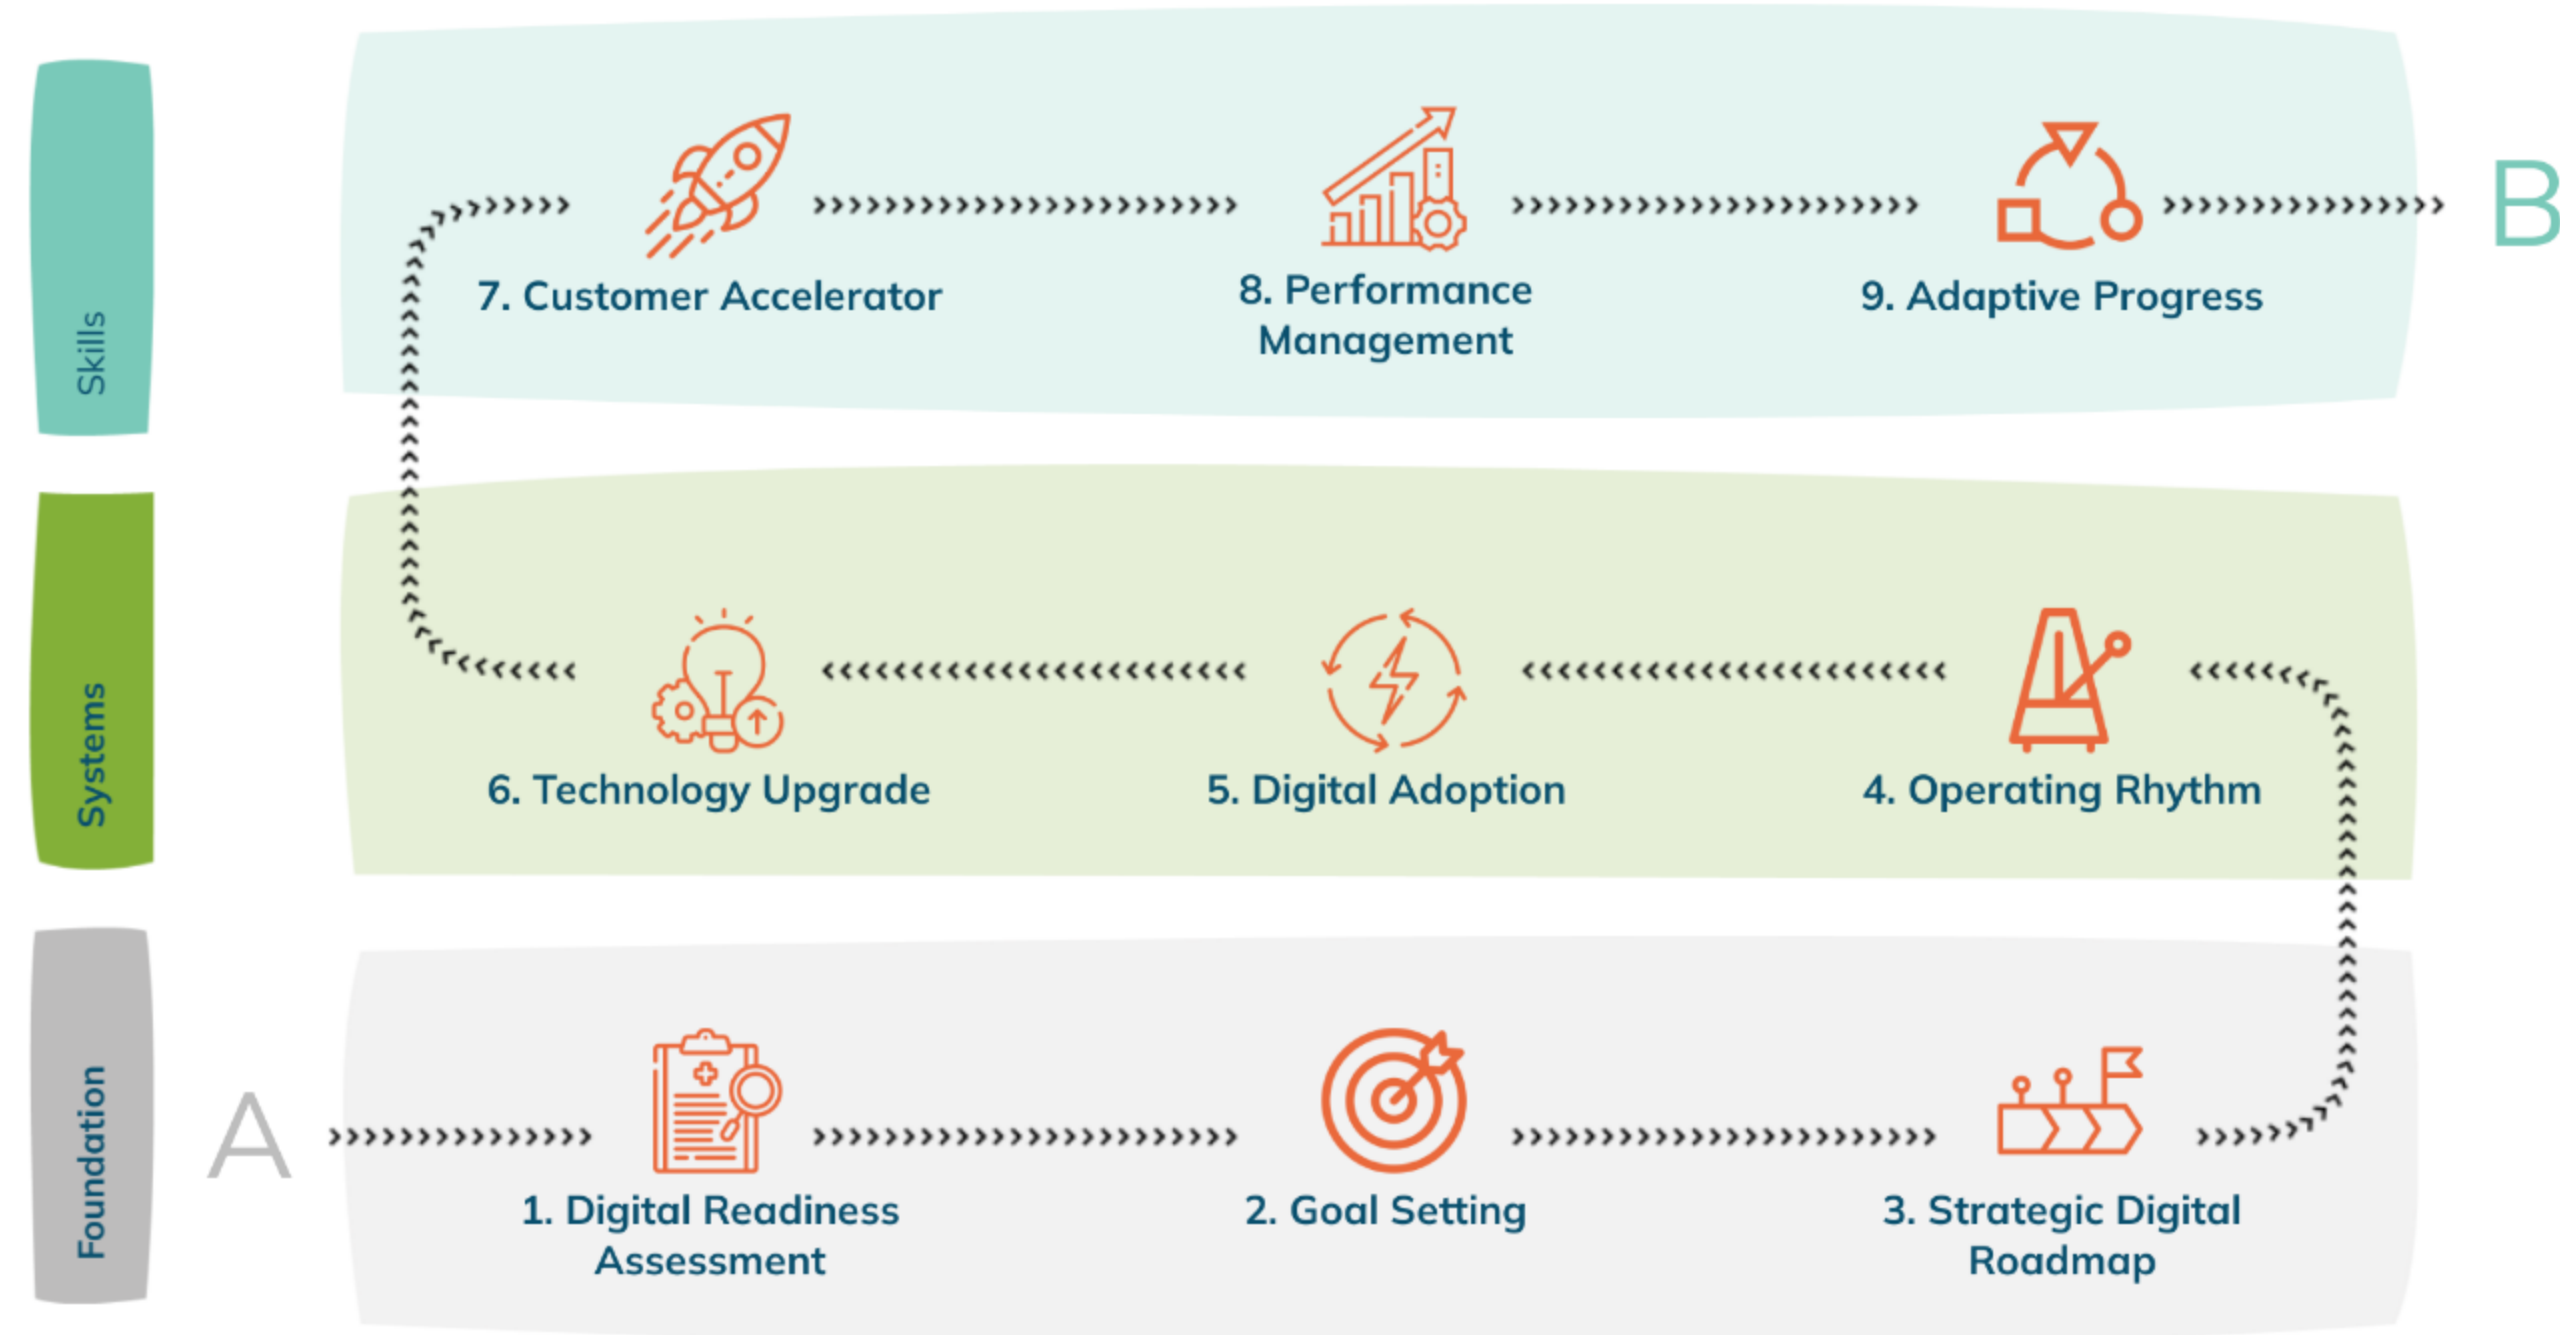 Skills
7. Customer Accelerator
8. Performance
Management
9. Adaptive Progress
B
Systems
6. Technology Upgrade
5. Digital Adoption
4. Operating Rhythm
Foundation
A
1. Digital Readiness
Assessment
2. Goal Setting
3. Strategic Digital
Roadmap